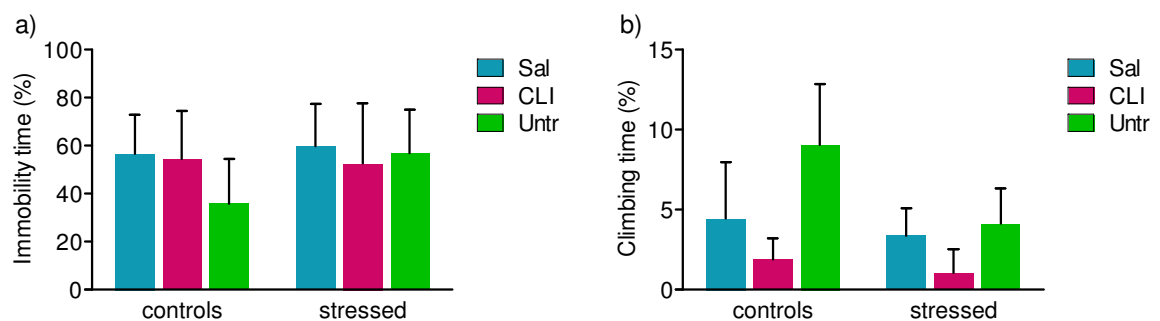 a)
Immobility time (%)
100
80
60
40
20
0
controls
stressed
Sal
CLI
Untr
b)
Climbing time (%)
15
10
5
0
controls
stressed
Sal
CLI
Untr